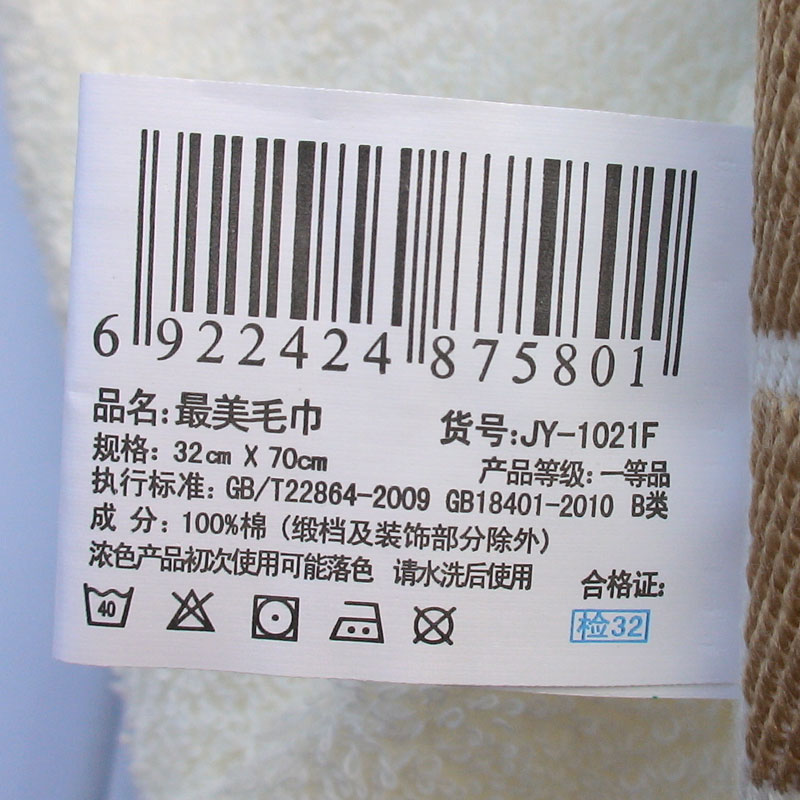 6 922424 875801
品名:最美毛巾 货号:JY-1021F
规格: 32cm X 70cm 产品等级: 一等品
执行标准: GB/T22864-2009 GB18401-2010 B类
成 分: 100%棉 (缎档及装饰部分除外)
浓色产品初次使用可能落色 请水洗后使用 合格证:
40 检32